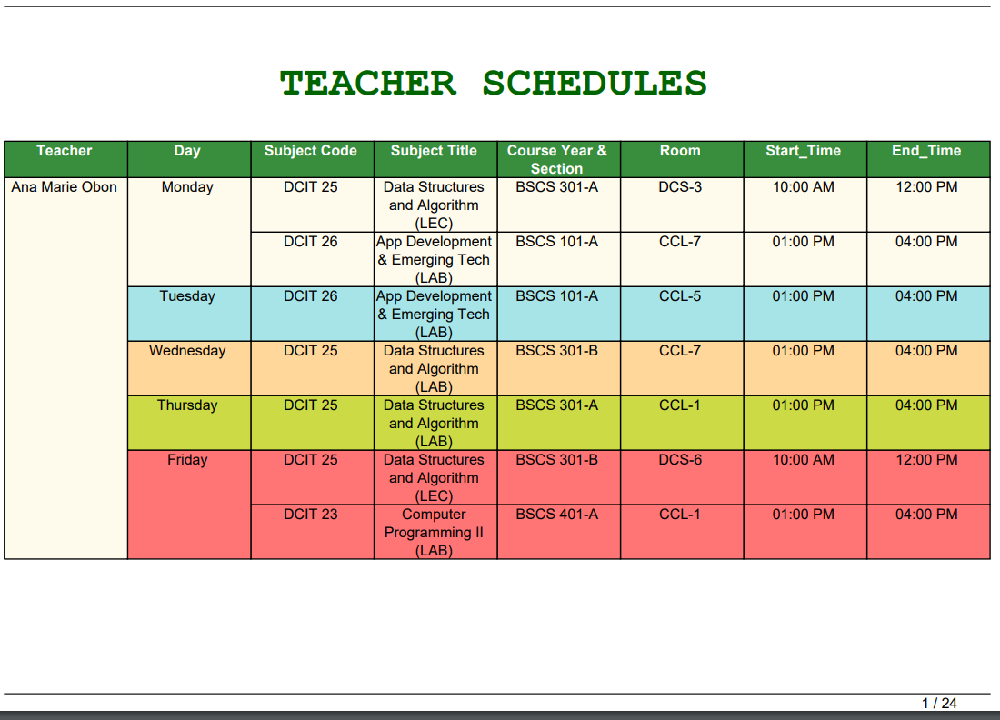 TEACHER SCHEDULES
Teacher Day Subject Code Subject Title Course Year & Room Start_Time End_Time
Section
Ana Marie Obon Monday DCIT 25 Data Structures BSCS 301-A DCS-3 10:00 AM 12:00 PM
and Algorithm
(LEC)
DCIT 26 App Development BSCS 101-A CCL-7 01:00 PM 04:00 PM
& Emerging Tech
(LAB)
Tuesday DCIT 26 App Development BSCS 101-A CCL-5 01:00 PM 04:00 PM
& Emerging Tech
(LAB)
Wednesday DCIT 25 Data Structures BSCS 301-B CCL-7 01:00 PM 04:00 PM
and Algorithm
(LAB)
Thursday DCIT 25 Data Structures BSCS 301-A CCL-1 01:00 PM 04:00 PM
and Algorithm
(LAB)
Friday DCIT 25 Data Structures BSCS 301-B DCS-6 10:00 AM 12:00 PM
and Algorithm
(LEC)
DCIT 23 Computer BSCS 401-A CCL-1 01:00 PM 04:00 PM
Programming II
(LAB)
1 / 24